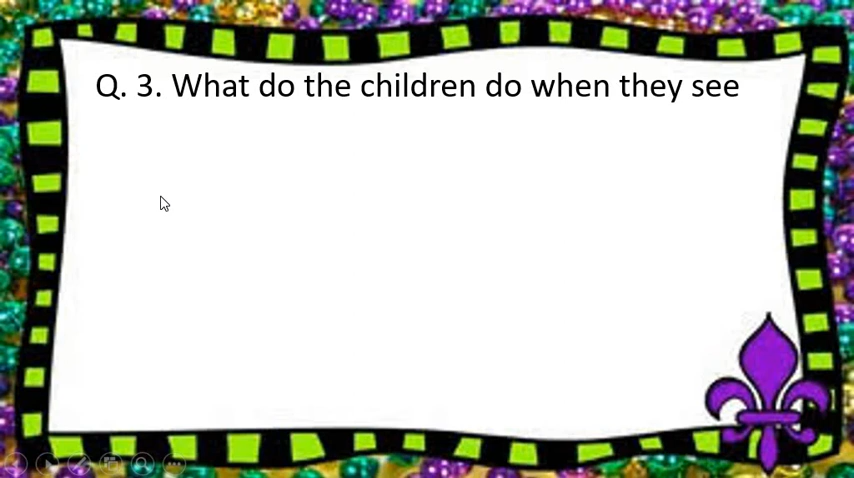 Q. 3. What do the children do when they see